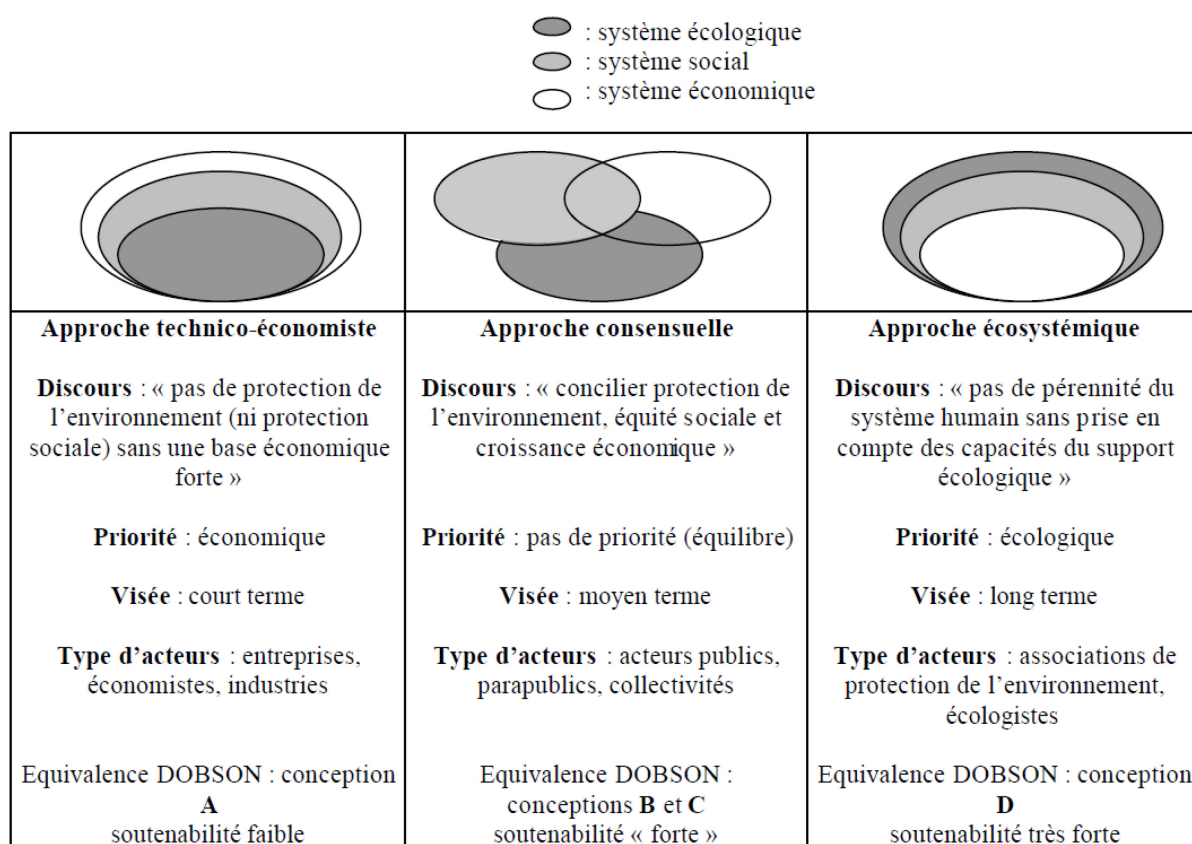 : système écologique
: système social
: système économique
Approche technico-économiste
Discours : « pas de protection de
l'environnement (ni protection
sociale) sans une base économique
forte »
Priorité : économique
Visée : court terme
Type d'acteurs : entreprises,
économistes, industries
Equivalence DOBSON : conception
A
soutenabilité faible
Approche consensuelle
Discours : « concilier protection de
l'environnement, équité sociale et
croissance économique »
Priorité : pas de priorité (équilibre)
Visée : moyen terme
Type d'acteurs : acteurs publics,
parapublics, collectivités
Equivalence DOBSON :
conceptions B et C
soutenabilité « forte »
Approche écosystémique
Discours : « pas de pérennité du
système humain sans prise en
compte des capacités du support
écologique »
Priorité : écologique
Visée : long terme
Type d'acteurs : associations de
protection de l'environnement,
écologistes
Equivalence DOBSON : conception
D
soutenabilité très forte